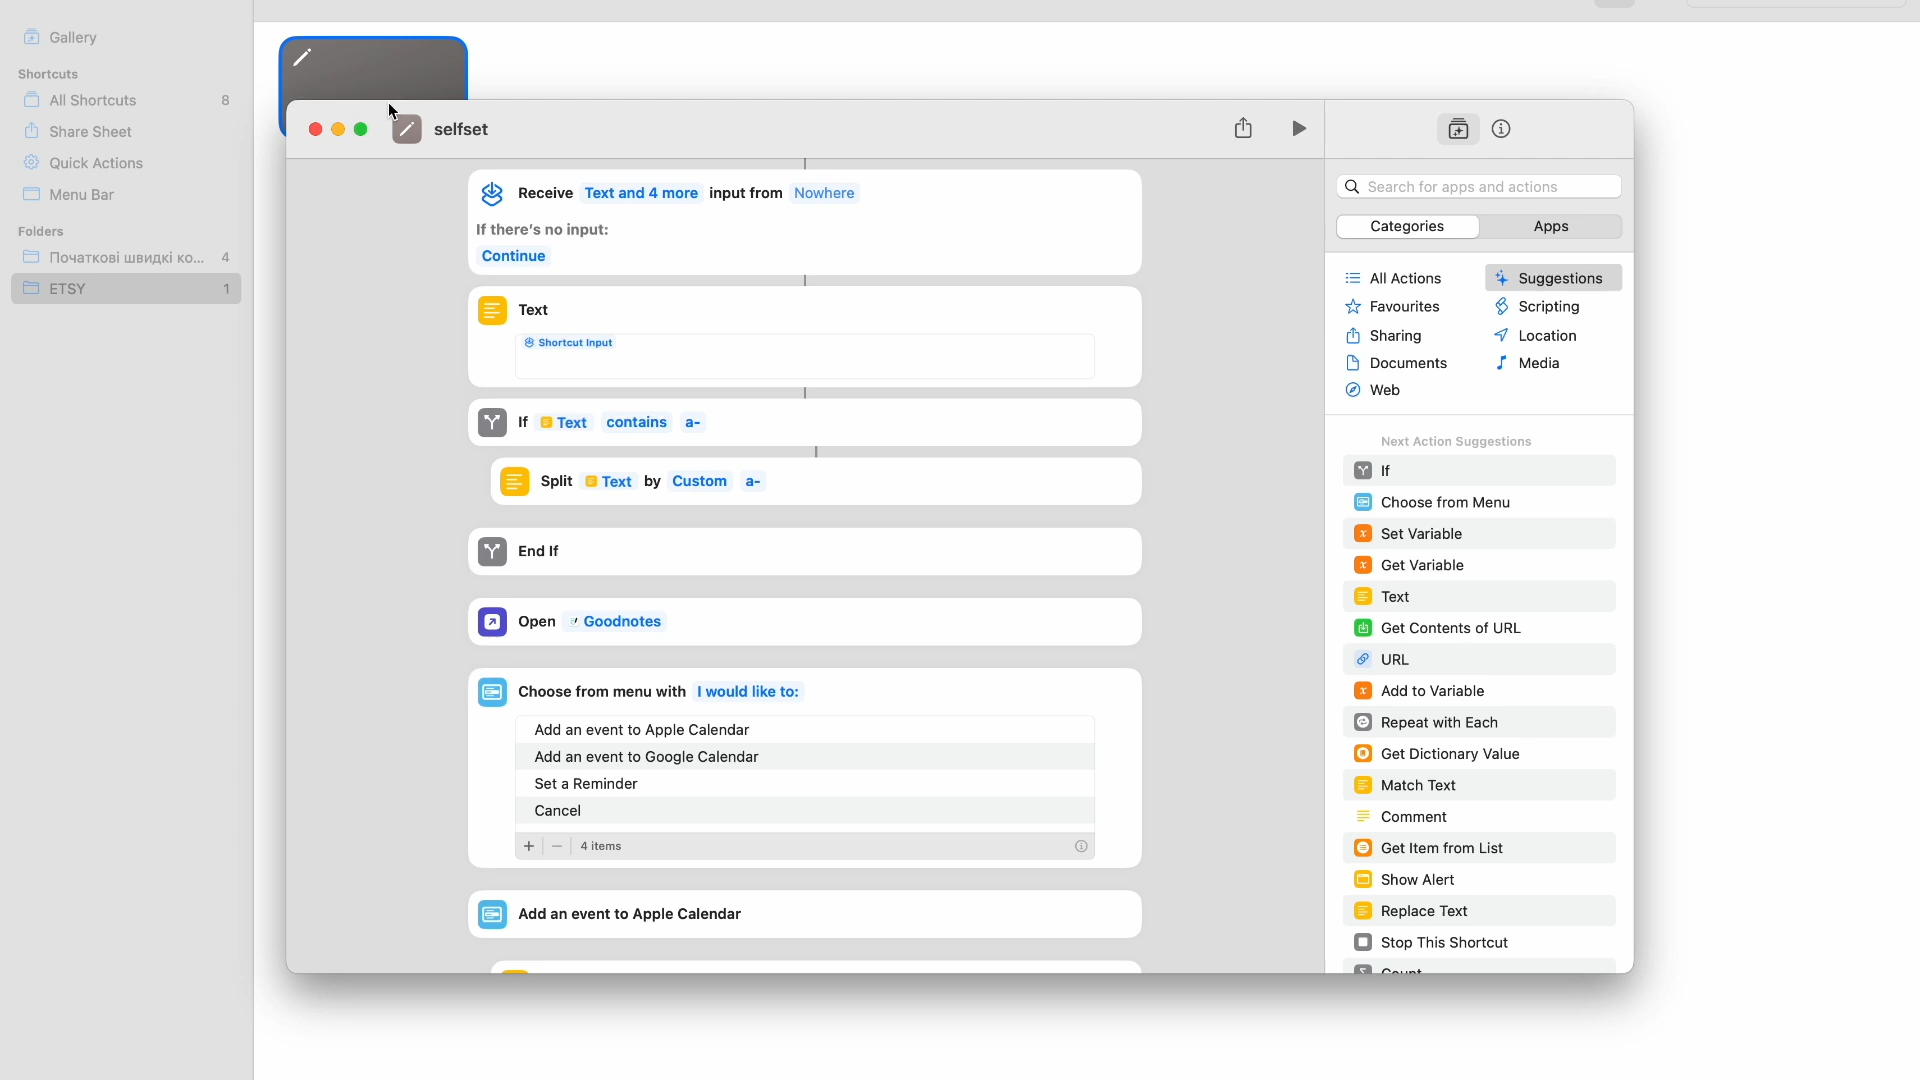 Gallery
Shortcuts
All Shortcuts 8
Share Sheet
Quick Actions
Menu Bar
Folders
Початкові швидкі ко... 4
ETSY 1
selfset
Receive Text and 4 more input from Nowhere
If there's no input:
Continue
Text
Shortcut Input
If Text contains a-
Split Text by Custom a-
End If
Open Goodnotes
Choose from menu with I would like to:
Add an event to Apple Calendar
Add an event to Google Calendar
Set a Reminder
Cancel
4 items
Add an event to Apple Calendar
Search for apps and actions
Categories Apps
All Actions Suggestions
Favourites Scripting
Sharing Location
Documents Media
Web
Next Action Suggestions
If
Choose from Menu
Set Variable
Get Variable
Text
Get Contents of URL
URL
Add to Variable
Repeat with Each
Get Dictionary Value
Match Text
Comment
Get Item from List
Show Alert
Replace Text
Stop This Shortcut
Count